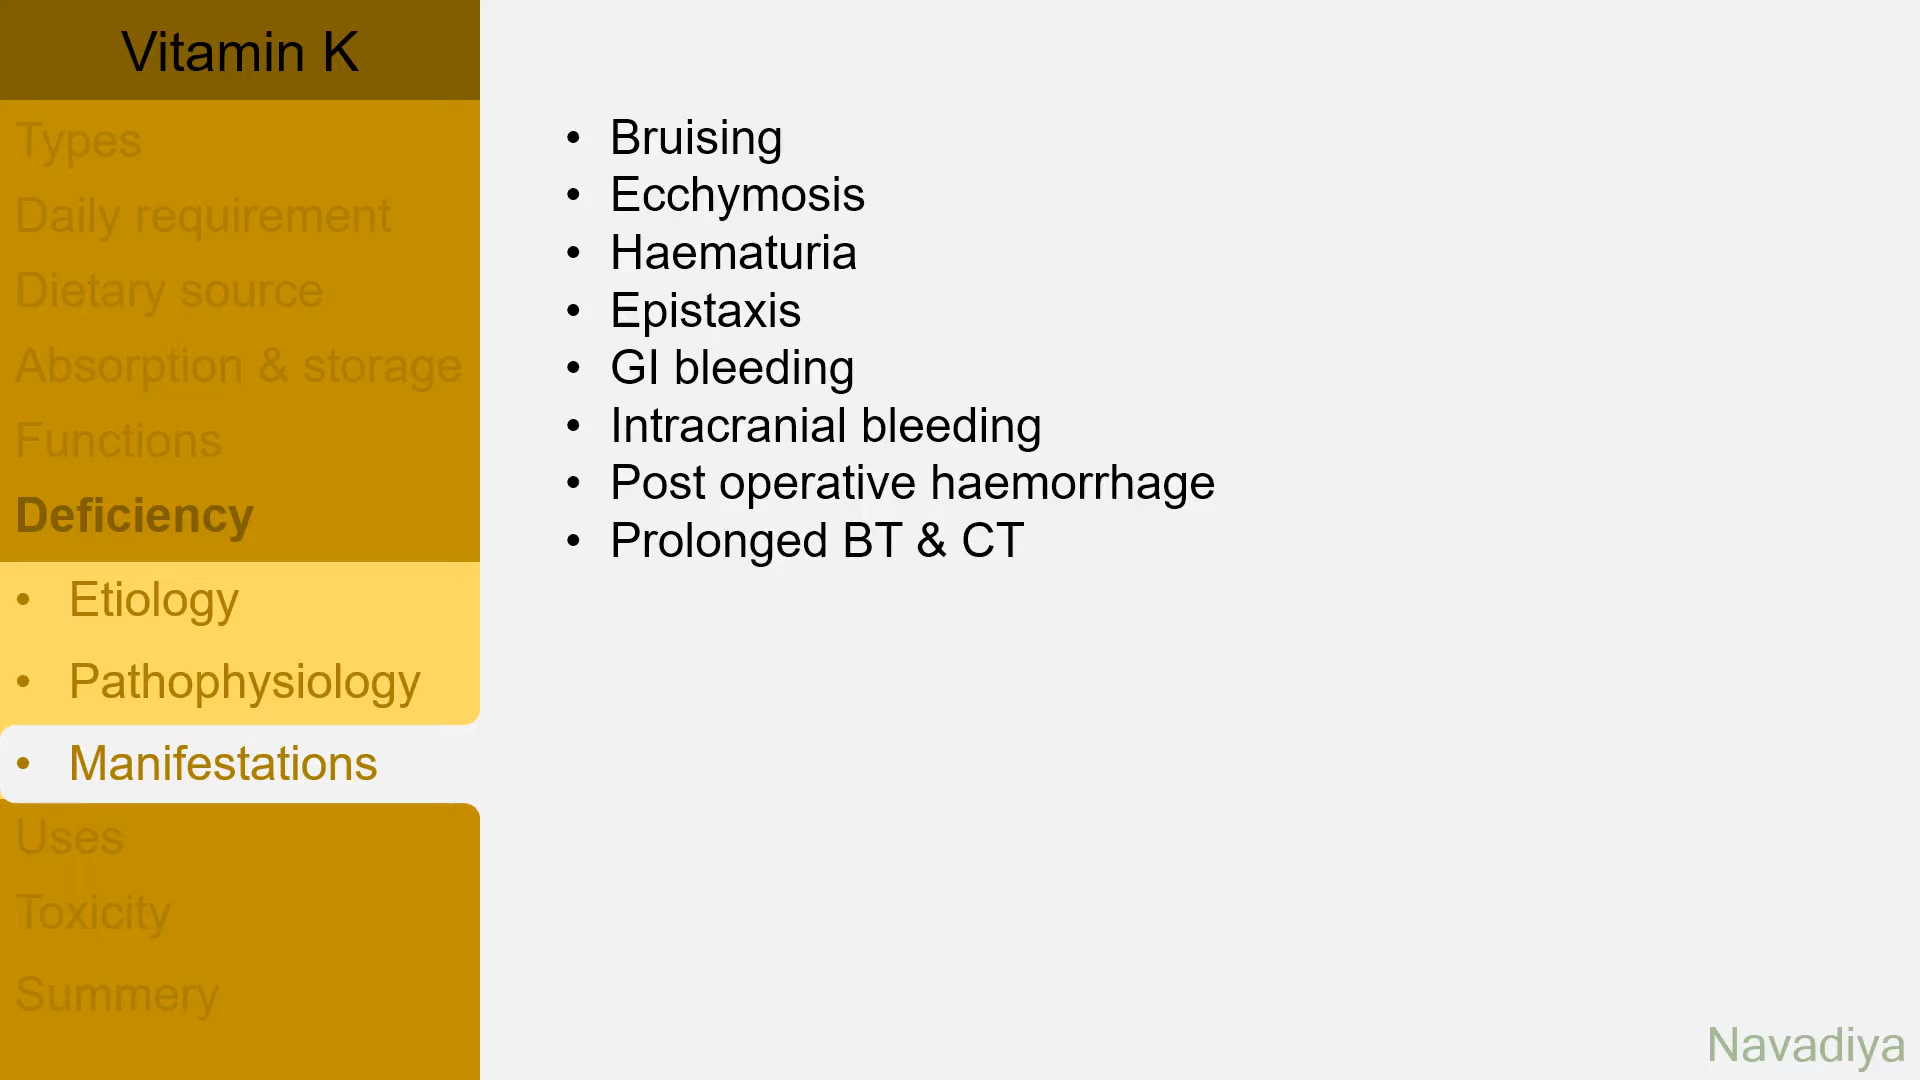 Vitamin K
Types
Daily requirement
Dietary source
Absorption & storage
Functions
Deficiency
• Etiology
• Pathophysiology
• Manifestations
Uses
Toxicity
Summery
• Bruising
• Ecchymosis
• Haematuria
• Epistaxis
• GI bleeding
• Intracranial bleeding
• Post operative haemorrhage
• Prolonged BT & CT
Navadiya